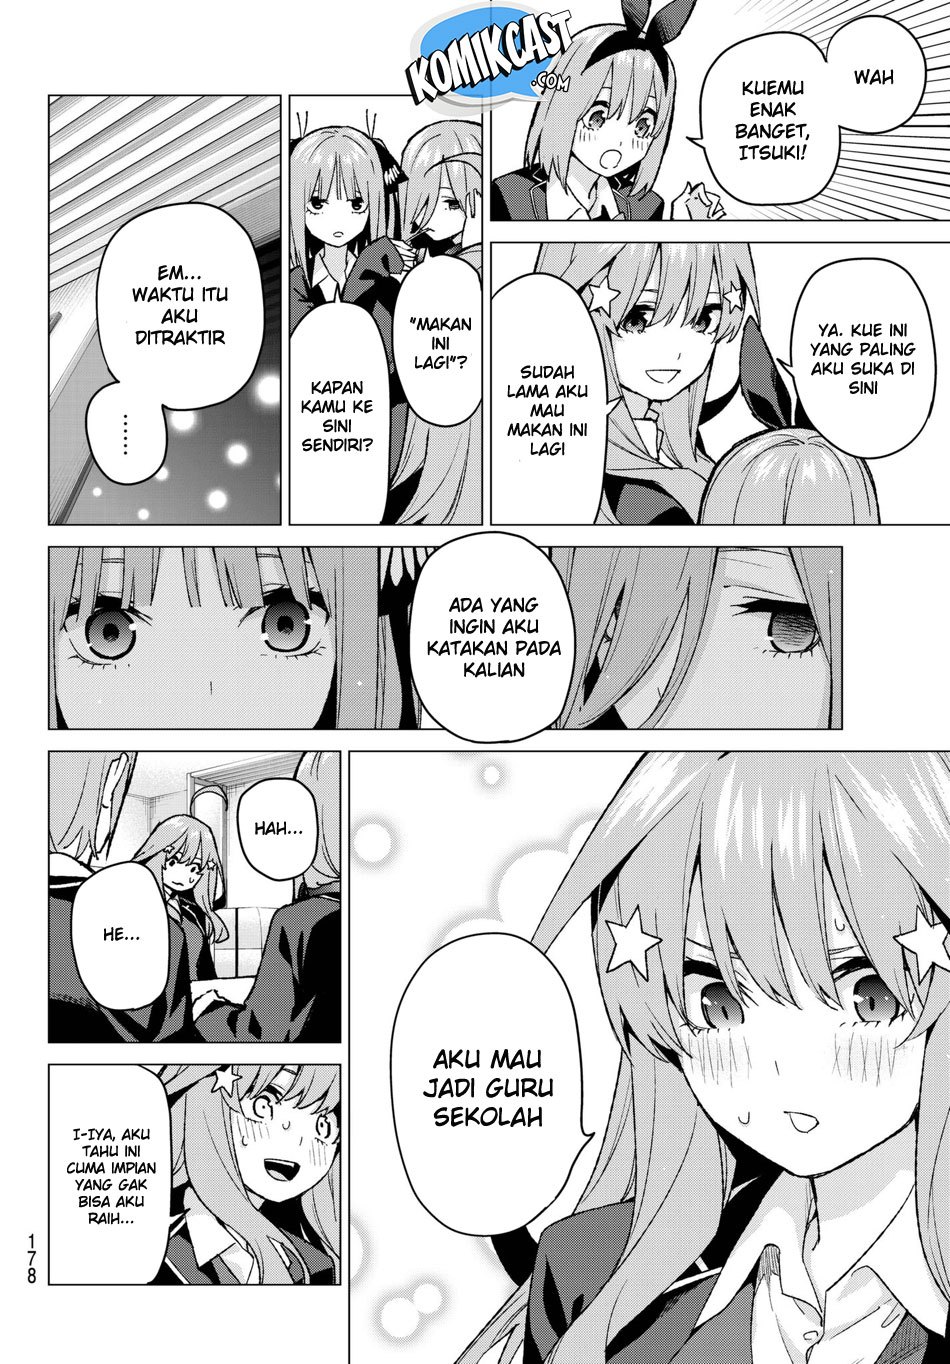 KOMIKCAST
.COM
WAH
KUEMU
ENAK
BANGET,
ITSUKI!
YA. KUE INI
YANG PALING
AKU SUKA DI
SINI
SUDAH
LAMA AKU
MAU
MAKAN INI
LAGI
"MAKAN
INI
LAGI"?
KAPAN
KAMU KE
SINI
SENDIRI?
EM...
WAKTU ITU
AKU
DITRAKTIR
......
ADA YANG
INGIN AKU
KATAKAN PADA
KALIAN
AKU MAU
JADI GURU
SEKOLAH
HAH...
HE...
I-IYA, AKU
TAHU INI
CUMA IMPIAN
YANG GAK
BISA AKU
RAIH...
178